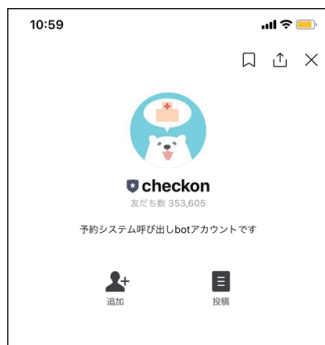 10:59
checkon
友だち数 353,605
予約システム呼び出しbotアカウントです
追加
投稿